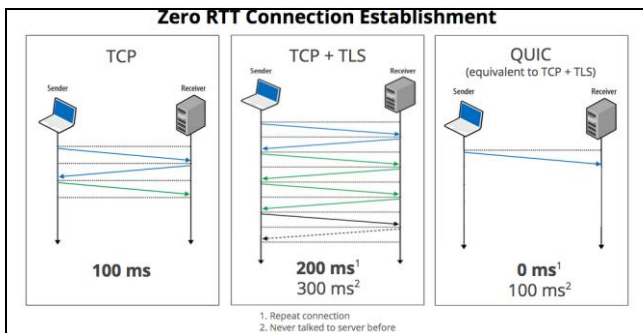 Zero RTT Connection Establishment
TCP
Sender
Receiver
100 ms
TCP + TLS
Sender
Receiver
200 ms¹
300 ms²
QUIC
(equivalent to TCP + TLS)
Sender
Receiver
0 ms¹
100 ms²
1. Repeat connection
2. Never talked to server before